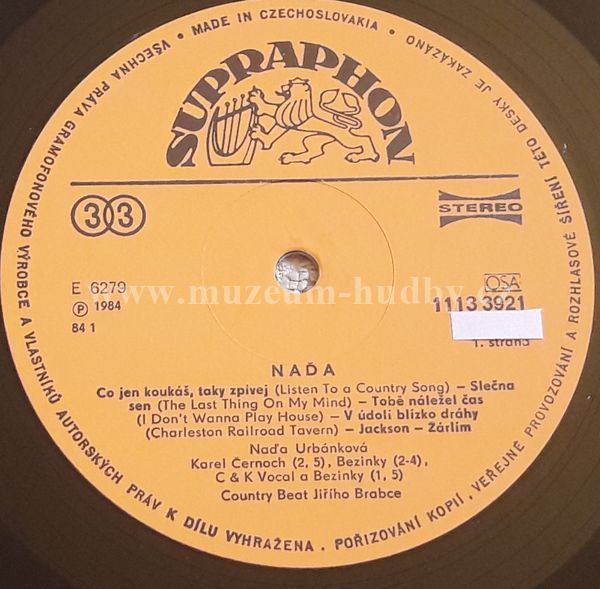 VŠECHNA PRÁVA GRAMOFONOVÉHO VÝROBCE A VLASTNÍKŮ AUTORSKÝCH PRÁV K DÍLU VYHRAŽENA . POŘIZOVÁNÍ KOPIÍ, VEŘEJNÉ PROVOZOVÁNÍ A ROZHLASOVÉ ŠÍŘENÍ TÉTO DESKY JE ZAKÁZÁNO
• MADE IN CZECHOSLOVAKIA •
SUPRAPHON
33
STEREO
E 6279
℗ 1984
84 1
OSA
1113 3921
1. strana
www.muzeum-hudby.
NAĎA
Co jen koukáš, taky zpívej (Listen To a Country Song) – Slečna
sen (The Last Thing On My Mind) – Tobě náležel čas
(I Don't Wanna Play House) – V údolí blízko dráhy
(Charleston Railroad Tavern) – Jackson – Žárlím
Naďa Urbánková
Karel Černoch (2, 5), Bezinky (2-4),
C & K Vocal a Bezinky (1, 5)
Country Beat Jiřího Brabce